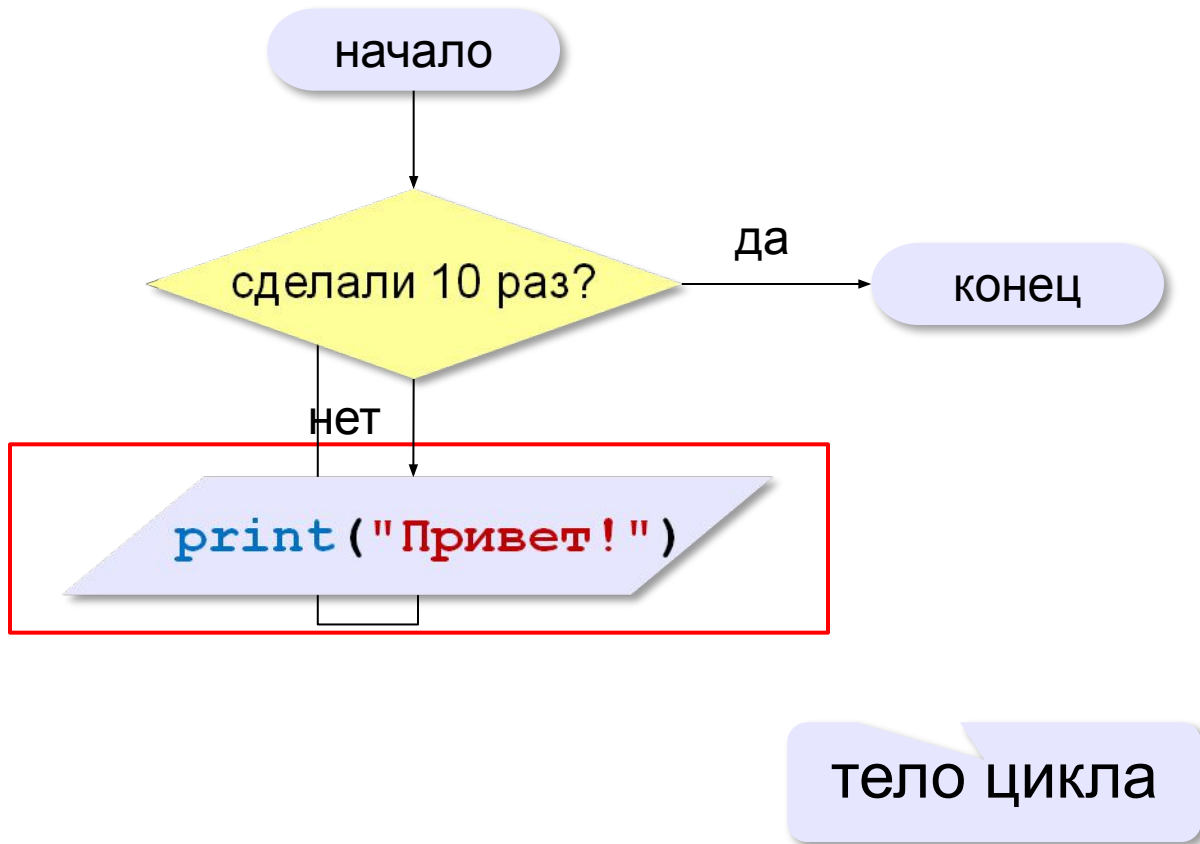 начало
сделали 10 раз?
да
конец
нет
print("Привет!")
тело цикла